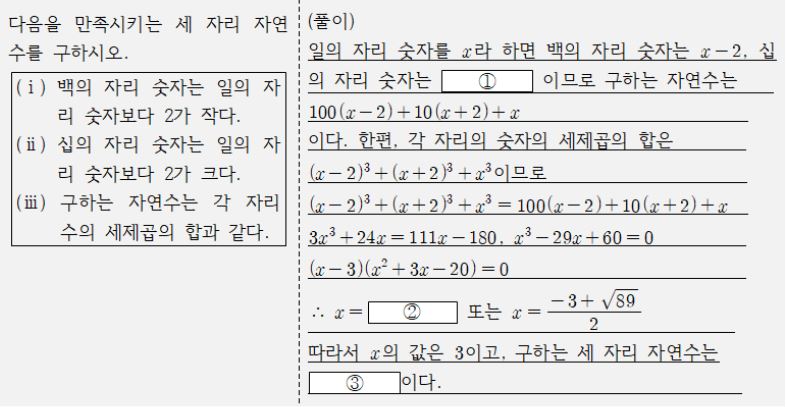 다음을 만족시키는 세 자리 자연
수를 구하시오.
(ⅰ) 백의 자리 숫자는 일의 자
리 숫자보다 2가 작다.
(ⅱ) 십의 자리 숫자는 일의 자
리 숫자보다 2가 크다.
(ⅲ) 구하는 자연수는 각 자리
수의 세제곱의 합과 같다.
(풀이)
일의 자리 숫자를 x라 하면 백의 자리 숫자는 x−2, 십
의 자리 숫자는 ① 이므로 구하는 자연수는
100(x−2)+10(x+2)+x
이다. 한편, 각 자리의 숫자의 세제곱의 합은
(x−2)³+(x+2)³+x³이므로
(x−2)³+(x+2)³+x³=100(x−2)+10(x+2)+x
3x³+24x=111x−180, x³−29x+60=0
(x−3)(x²+3x−20)=0
∴ x= ② 또는 x=(−3+√89)/2
따라서 x의 값은 3이고, 구하는 세 자리 자연수는
③ 이다.